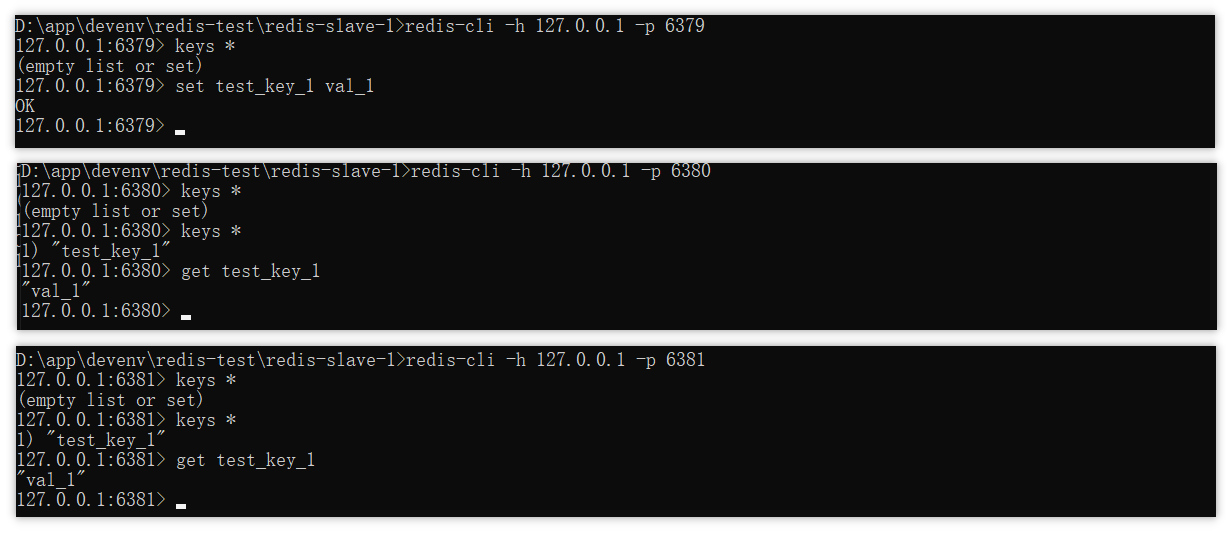 D:\app\devenv\redis-test\redis-slave-1>redis-cli -h 127.0.0.1 -p 6379
127.0.0.1:6379> keys *
(empty list or set)
127.0.0.1:6379> set test_key_1 val_1
OK
127.0.0.1:6379>
D:\app\devenv\redis-test\redis-slave-1>redis-cli -h 127.0.0.1 -p 6380
127.0.0.1:6380> keys *
(empty list or set)
127.0.0.1:6380> keys *
1) "test_key_1"
127.0.0.1:6380> get test_key_1
"val_1"
127.0.0.1:6380>
D:\app\devenv\redis-test\redis-slave-1>redis-cli -h 127.0.0.1 -p 6381
127.0.0.1:6381> keys *
(empty list or set)
127.0.0.1:6381> keys *
1) "test_key_1"
127.0.0.1:6381> get test_key_1
"val_1"
127.0.0.1:6381>